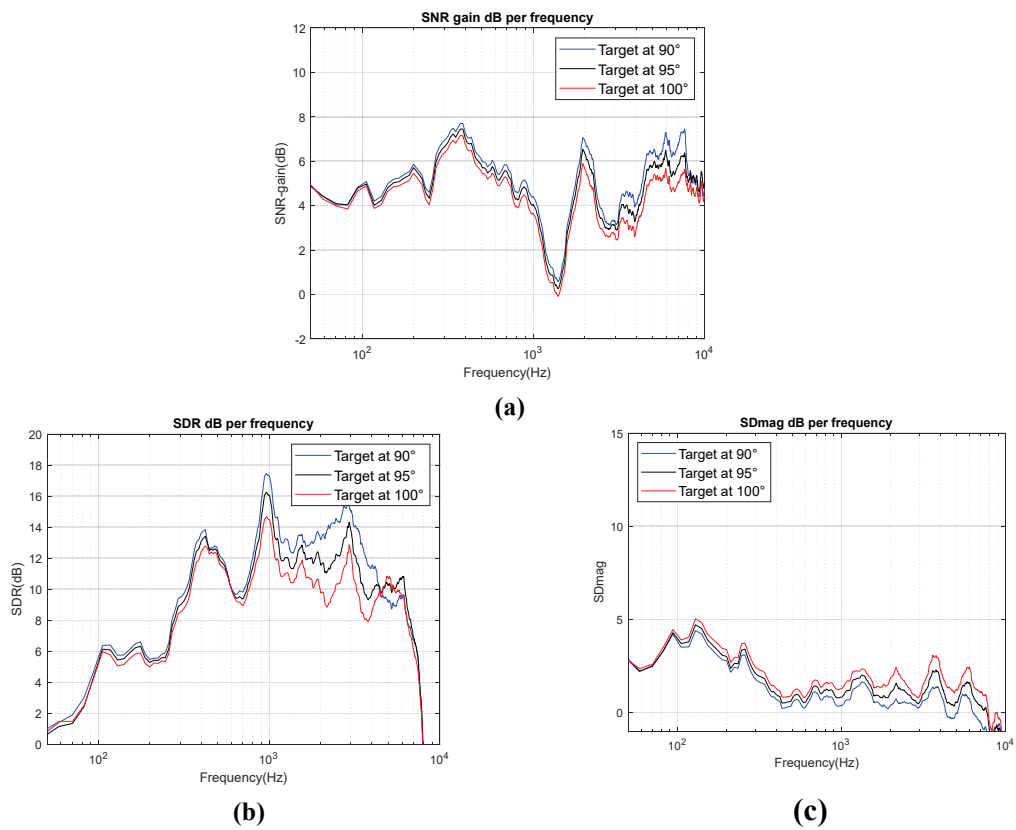 SNR gain dB per frequency
12
10
8
6
4
2
0
-2
SNR-gain(dB)
Target at 90°
Target at 95°
Target at 100°
10²
10³
10⁴
Frequency(Hz)
(a)
SDR dB per frequency
20
18
16
14
12
10
8
6
4
2
0
SDR(dB)
Target at 90°
Target at 95°
Target at 100°
10²
10³
10⁴
Frequency(Hz)
(b)
SDmag dB per frequency
15
10
5
0
SDmag
Target at 90°
Target at 95°
Target at 100°
10²
10³
10⁴
Frequency(Hz)
(c)